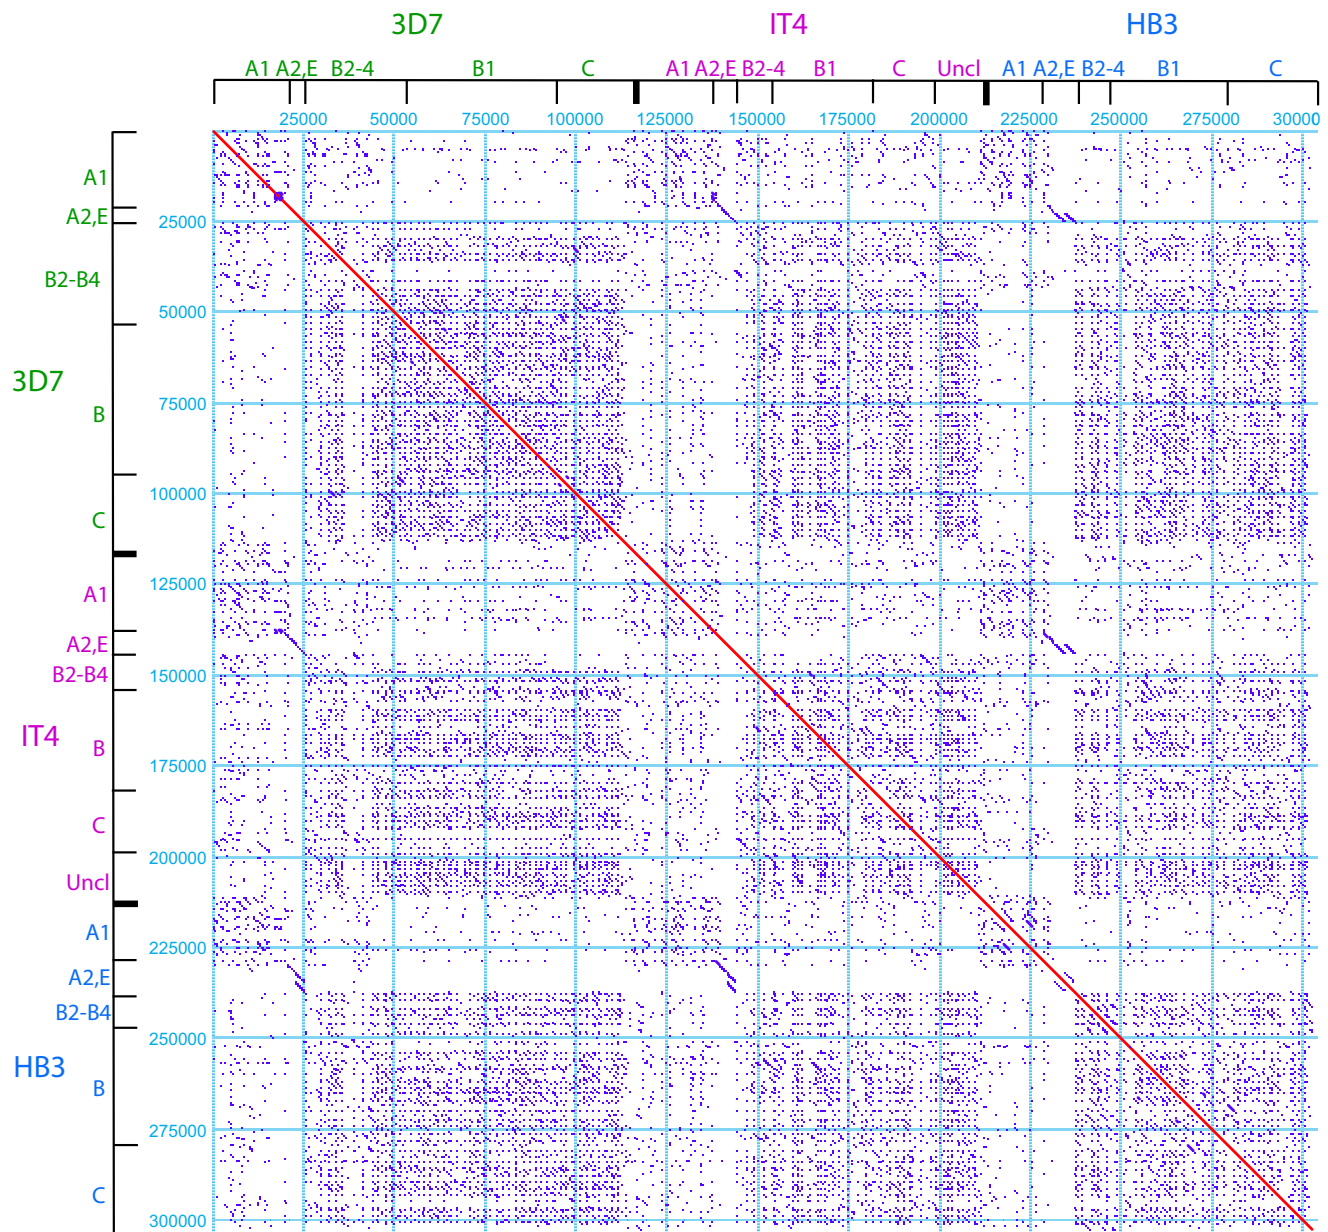 3D7 IT4 HB3
A1 A2,E B2-4 B1 C A1 A2,E B2-4 B1 C Uncl A1 A2,E B2-4 B1 C
25000 50000 75000 100000 125000 150000 175000 200000 225000 250000 275000 30000
A1
A2,E
25000
B2-B4
50000
3D7
75000
B
100000
C
125000
A1
A2,E
150000
B2-B4
IT4
B
175000
C
200000
Uncl
A1
225000
A2,E
B2-B4
250000
HB3
B
275000
C
300000